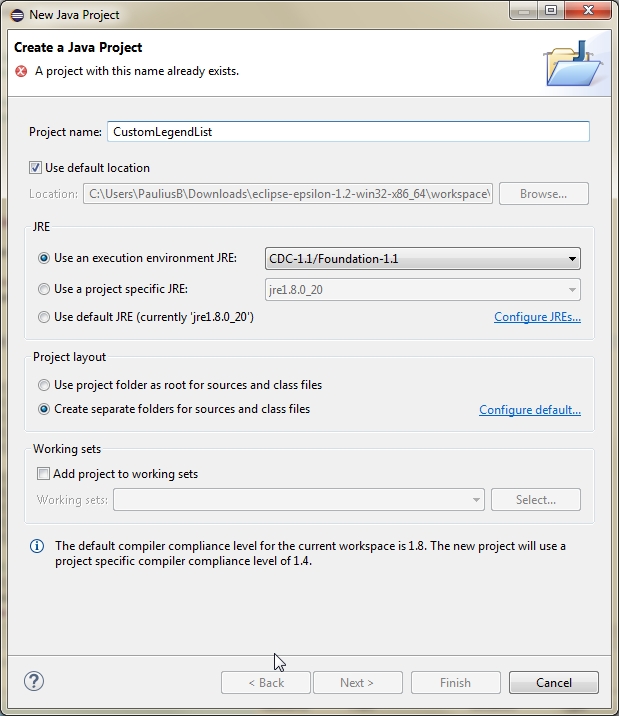 New Java Project
Create a Java Project
A project with this name already exists.
Project name: CustomLegendList
Use default location
Location: C:\Users\PauliusB\Downloads\eclipse-epsilon-1.2-win32-x86_64\workspace\ Browse...
JRE
Use an execution environment JRE: CDC-1.1/Foundation-1.1
Use a project specific JRE: jre1.8.0_20
Use default JRE (currently 'jre1.8.0_20') Configure JREs...
Project layout
Use project folder as root for sources and class files
Create separate folders for sources and class files Configure default...
Working sets
Add project to working sets
Working sets: Select...
The default compiler compliance level for the current workspace is 1.8. The new project will use a
project specific compiler compliance level of 1.4.
? < Back Next > Finish Cancel